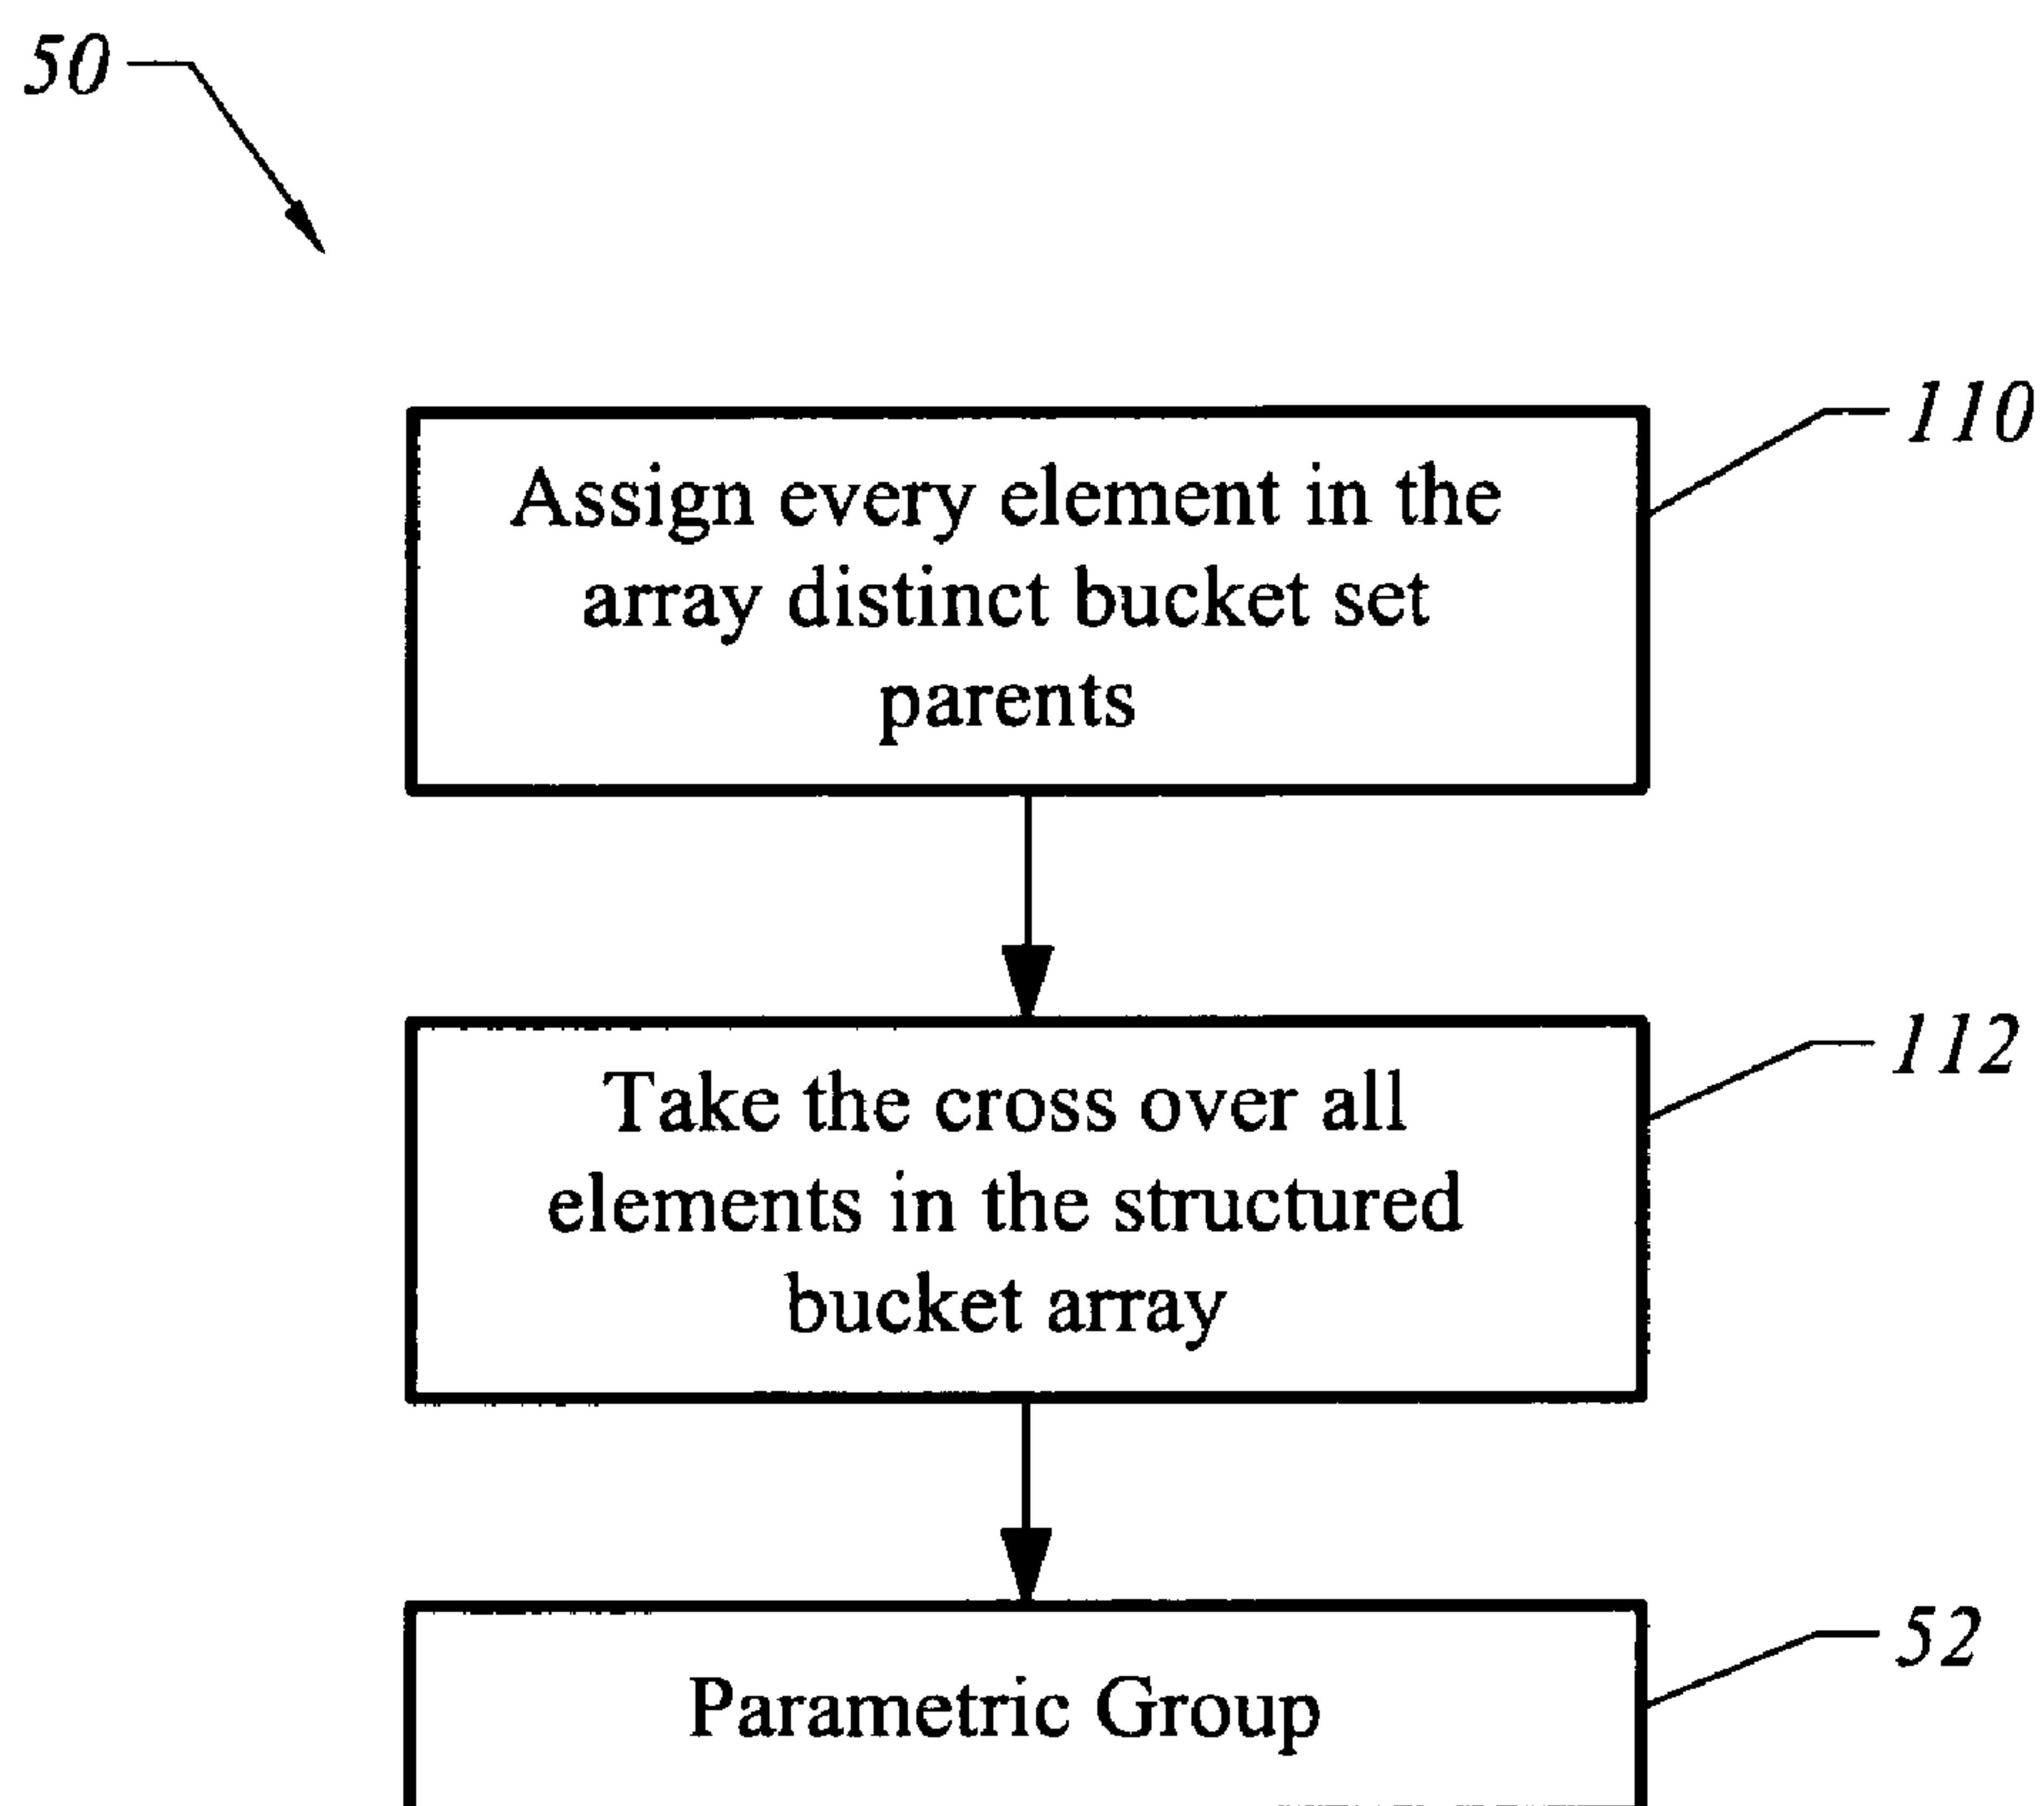 50
110
Assign every element in the
array distinct bucket set
parents
112
Take the cross over all
elements in the structured
bucket array
52
Parametric Group